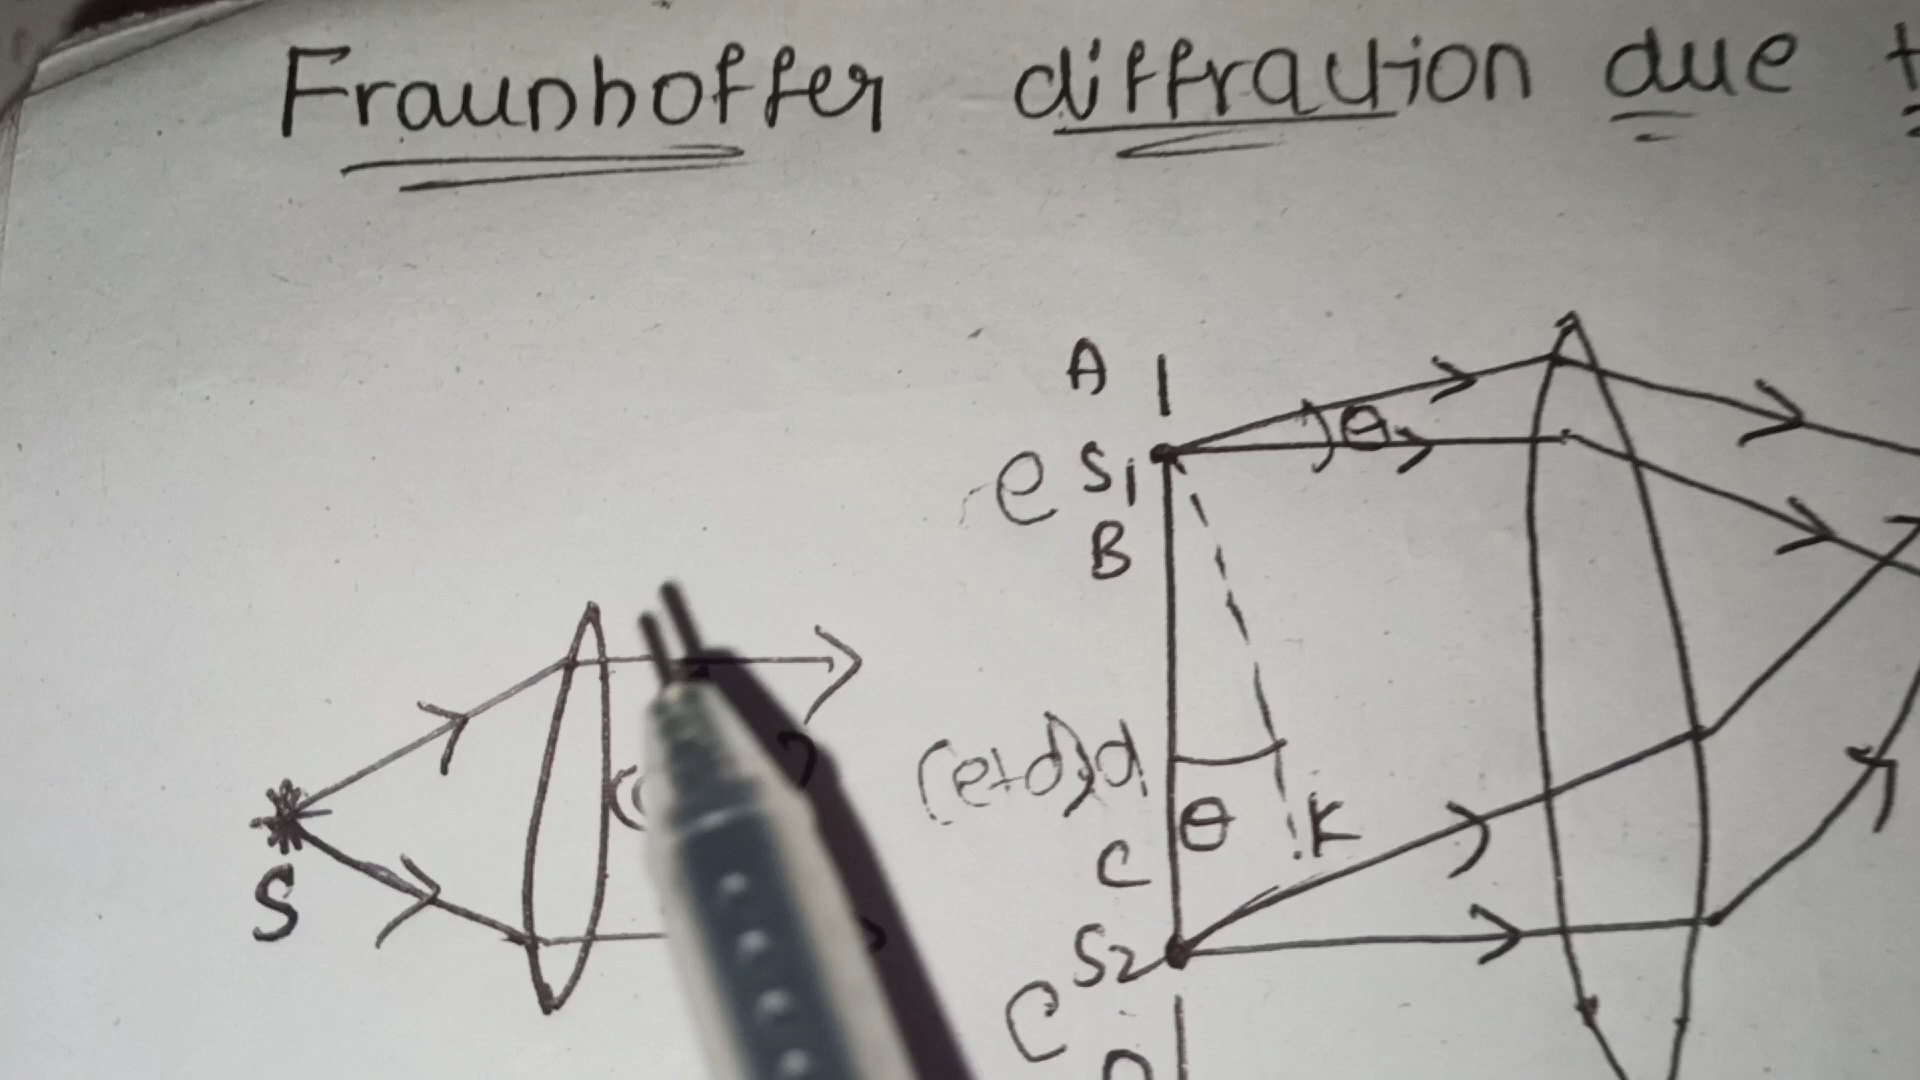 Fraunhoffer diffraction due t
A
θ
e S1
B
(e+d) d
θ
K
C
S
S2
e